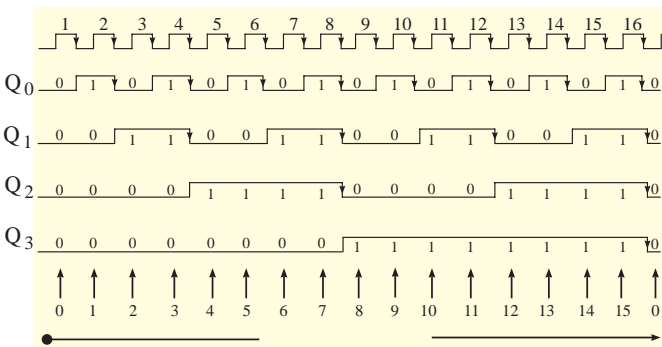 1 2 3 4 5 6 7 8 9 10 11 12 13 14 15 16
Q0 0 1 0 1 0 1 0 1 0 1 0 1 0 1 0 1 0
Q1 0 0 1 1 0 0 1 1 0 0 1 1 0 0 1 1 0
Q2 0 0 0 0 1 1 1 1 0 0 0 0 1 1 1 1 0
Q3 0 0 0 0 0 0 0 0 1 1 1 1 1 1 1 1 0
0 1 2 3 4 5 6 7 8 9 10 11 12 13 14 15 0